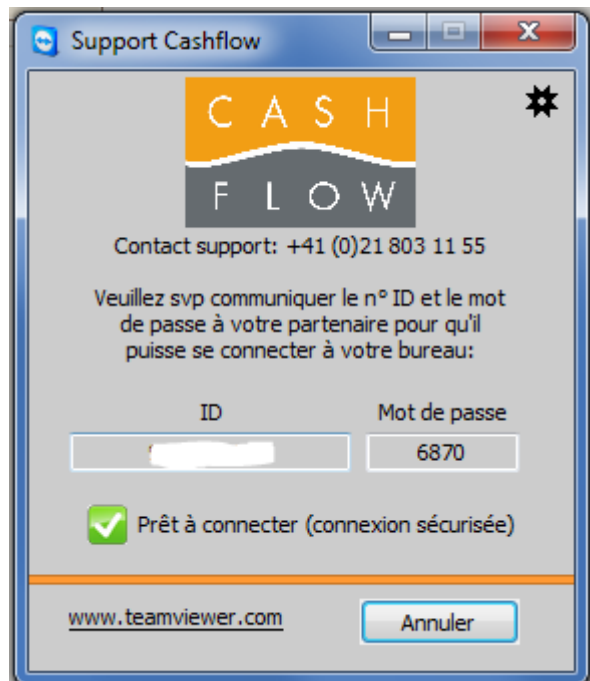 Support Cashflow
CASH
FLOW
Contact support: +41 (0)21 803 11 55
Veuillez svp communiquer le n° ID et le mot
de passe à votre partenaire pour qu'il
puisse se connecter à votre bureau:
ID Mot de passe
6870
Prêt à connecter (connexion sécurisée)
www.teamviewer.com Annuler